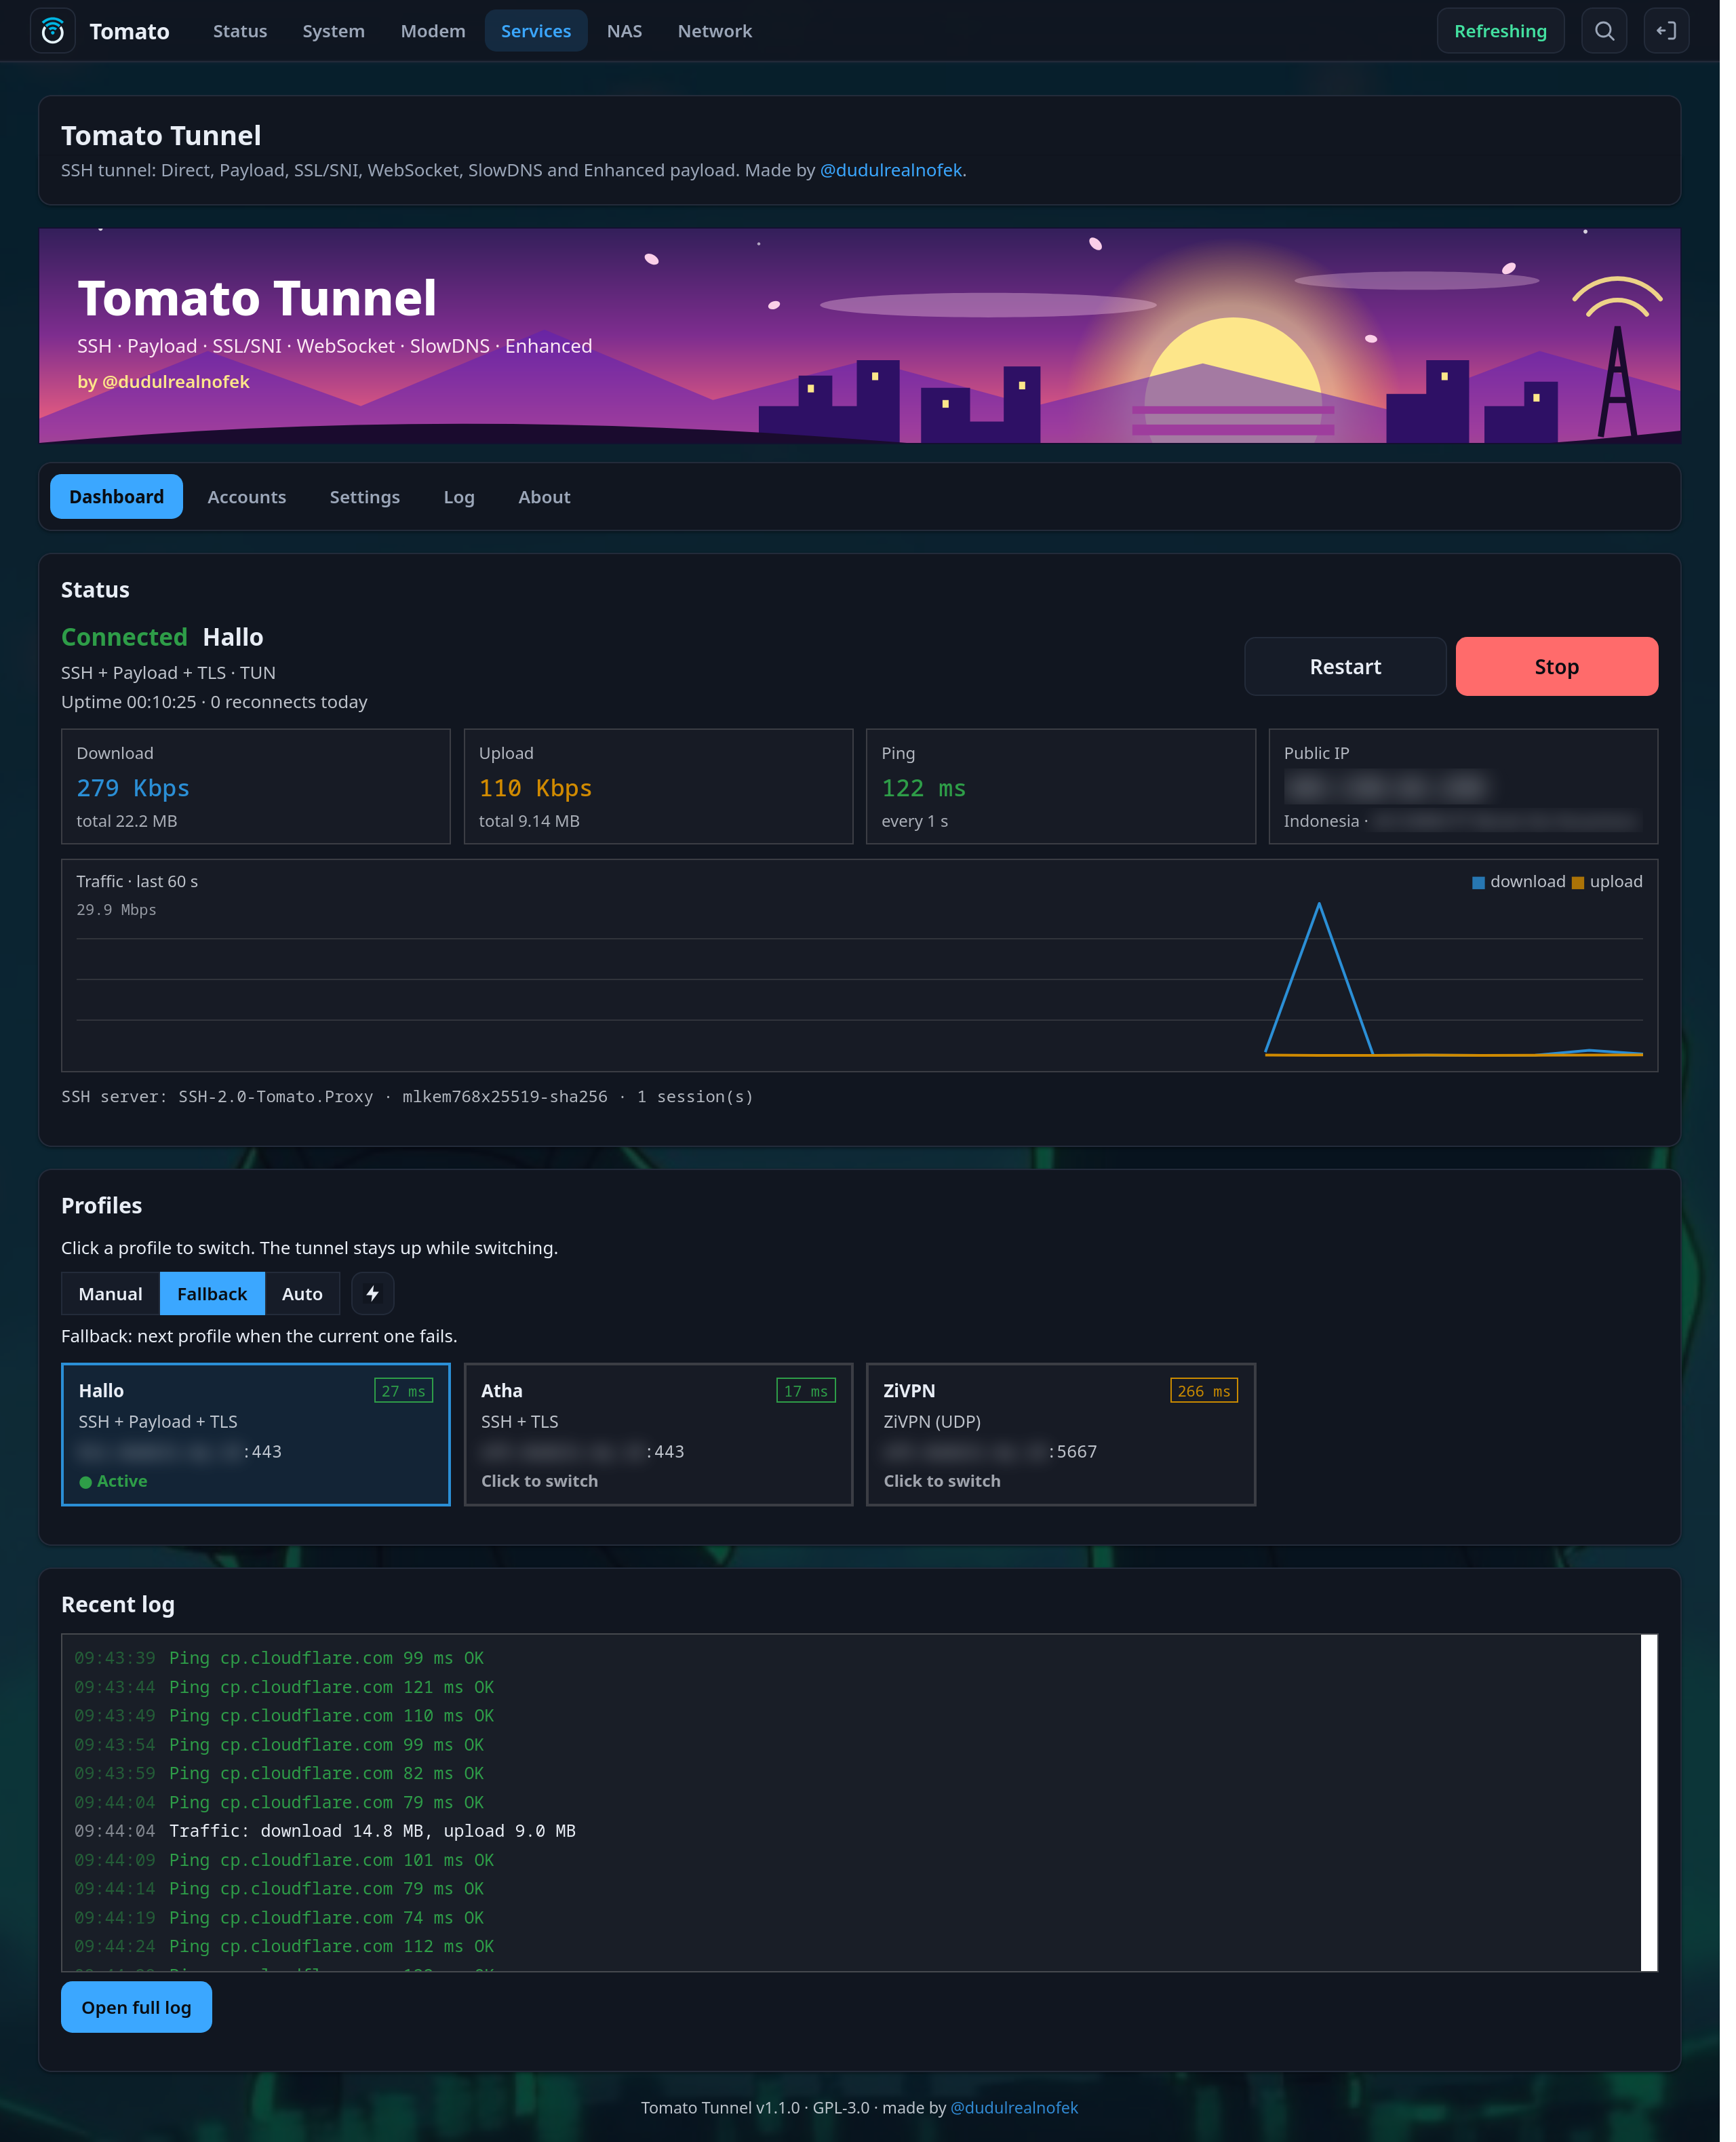 Tomato Status System Modem Services NAS Network Refreshing
Tomato Tunnel
SSH tunnel: Direct, Payload, SSL/SNI, WebSocket, SlowDNS and Enhanced payload. Made by @dudulrealnofek.
Tomato Tunnel
SSH · Payload · SSL/SNI · WebSocket · SlowDNS · Enhanced
by @dudulrealnofek
Dashboard Accounts Settings Log About
Status
Connected Hallo
SSH + Payload + TLS · TUN
Uptime 00:10:25 · 0 reconnects today
Restart Stop
Download
279 Kbps
total 22.2 MB
Upload
110 Kbps
total 9.14 MB
Ping
122 ms
every 1 s
Public IP
Indonesia ·
Traffic · last 60 s download upload
29.9 Mbps
SSH server: SSH-2.0-Tomato.Proxy · mlkem768x25519-sha256 · 1 session(s)
Profiles
Click a profile to switch. The tunnel stays up while switching.
Manual Fallback Auto
Fallback: next profile when the current one fails.
Hallo 27 ms
SSH + Payload + TLS
:443
Active
Atha 17 ms
SSH + TLS
:443
Click to switch
ZiVPN 266 ms
ZiVPN (UDP)
:5667
Click to switch
Recent log
09:43:39 Ping cp.cloudflare.com 99 ms OK
09:43:44 Ping cp.cloudflare.com 121 ms OK
09:43:49 Ping cp.cloudflare.com 110 ms OK
09:43:54 Ping cp.cloudflare.com 99 ms OK
09:43:59 Ping cp.cloudflare.com 82 ms OK
09:44:04 Ping cp.cloudflare.com 79 ms OK
09:44:04 Traffic: download 14.8 MB, upload 9.0 MB
09:44:09 Ping cp.cloudflare.com 101 ms OK
09:44:14 Ping cp.cloudflare.com 79 ms OK
09:44:19 Ping cp.cloudflare.com 74 ms OK
09:44:24 Ping cp.cloudflare.com 112 ms OK
Open full log
Tomato Tunnel v1.1.0 · GPL-3.0 · made by @dudulrealnofek